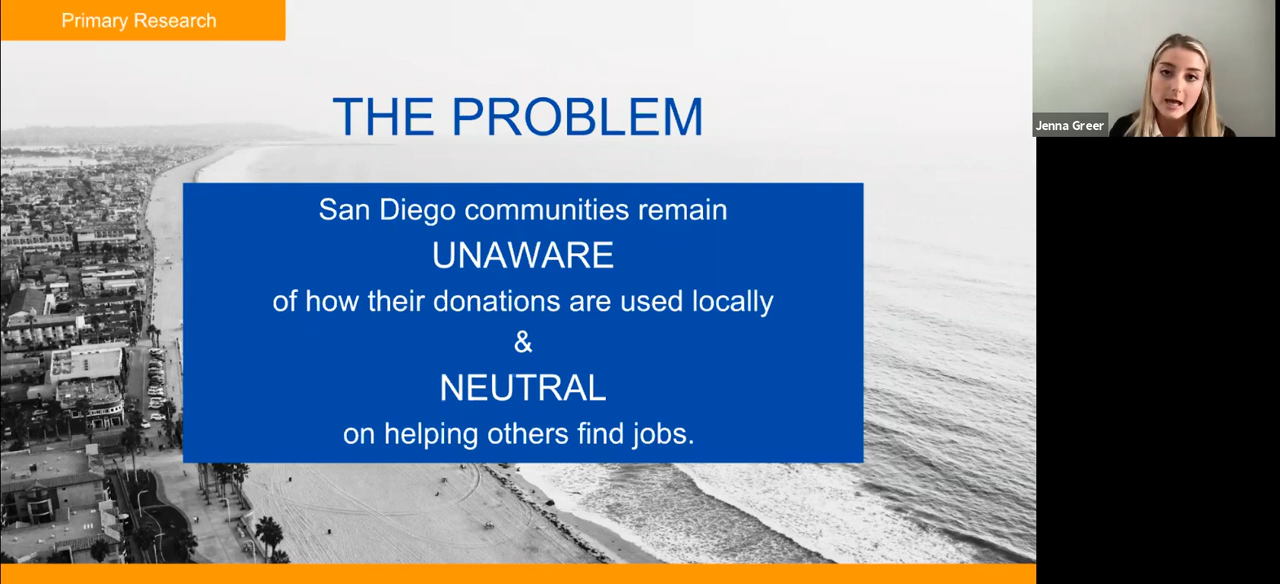 Primary Research
THE PROBLEM
San Diego communities remain
UNAWARE
of how their donations are used locally
&
NEUTRAL
on helping others find jobs.
Jenna Greer